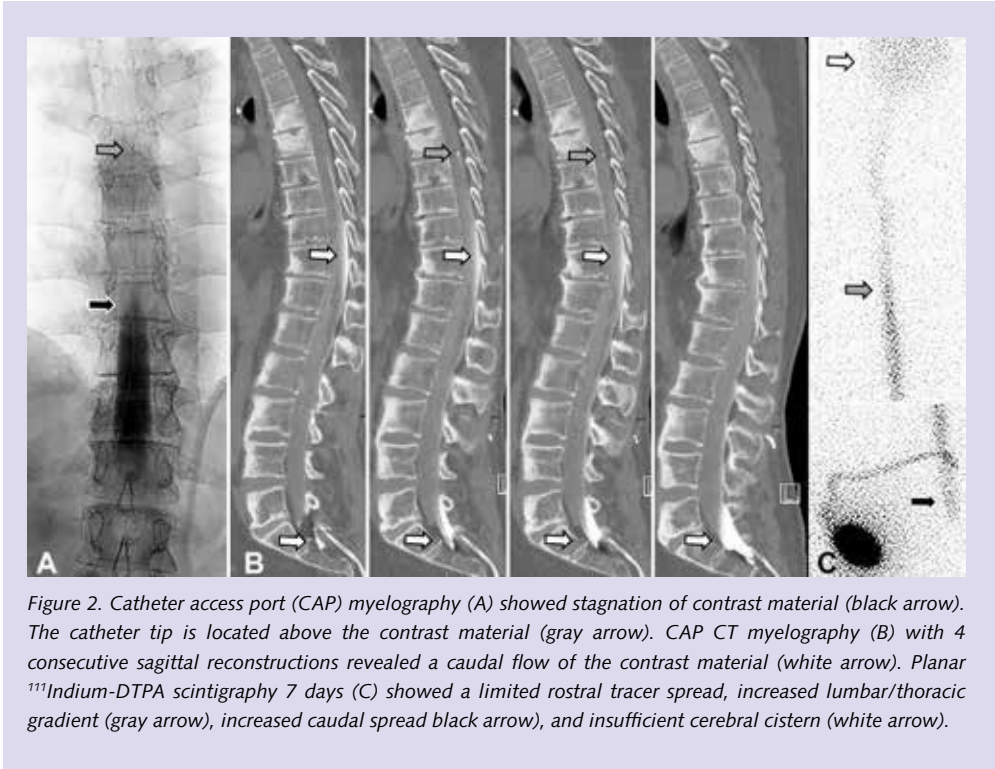 A
B
C
Figure 2. Catheter access port (CAP) myelography (A) showed stagnation of contrast material (black arrow).
The catheter tip is located above the contrast material (gray arrow). CAP CT myelography (B) with 4
consecutive sagittal reconstructions revealed a caudal flow of the contrast material (white arrow). Planar
¹¹¹Indium-DTPA scintigraphy 7 days (C) showed a limited rostral tracer spread, increased lumbar/thoracic
gradient (gray arrow), increased caudal spread black arrow), and insufficient cerebral cistern (white arrow).